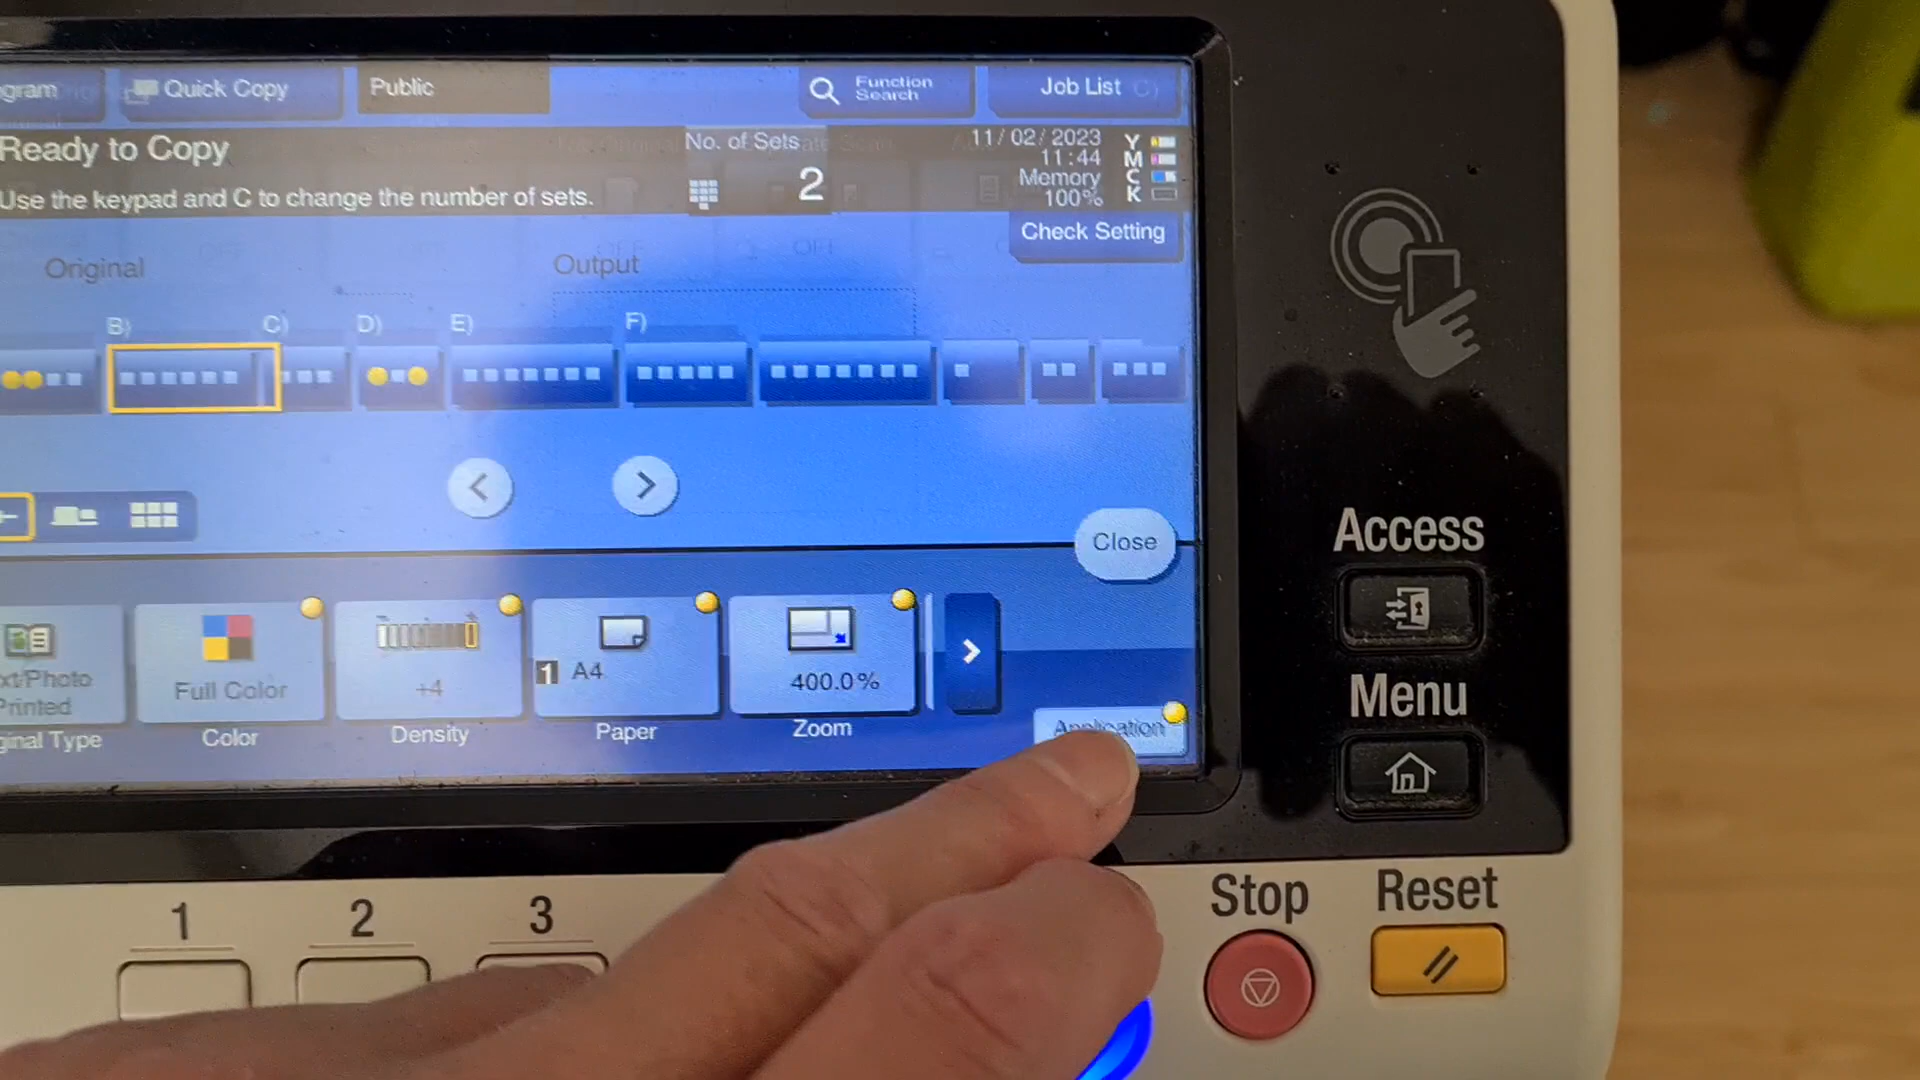 gram
Quick Copy
Public
Function
Search
Job List
Ready to Copy
No. of Sets
2
11/02/2023
11:44
Memory
100%
Y
M
C
K
Use the keypad and C to change the number of sets.
Check Setting
Original
Output
B)
C)
D)
E)
F)
Close
xt/Photo
Printed
ginal Type
Full Color
Color
+4
Density
1 A4
Paper
400.0%
Zoom
Application
Access
Menu
Stop
Reset
1
2
3